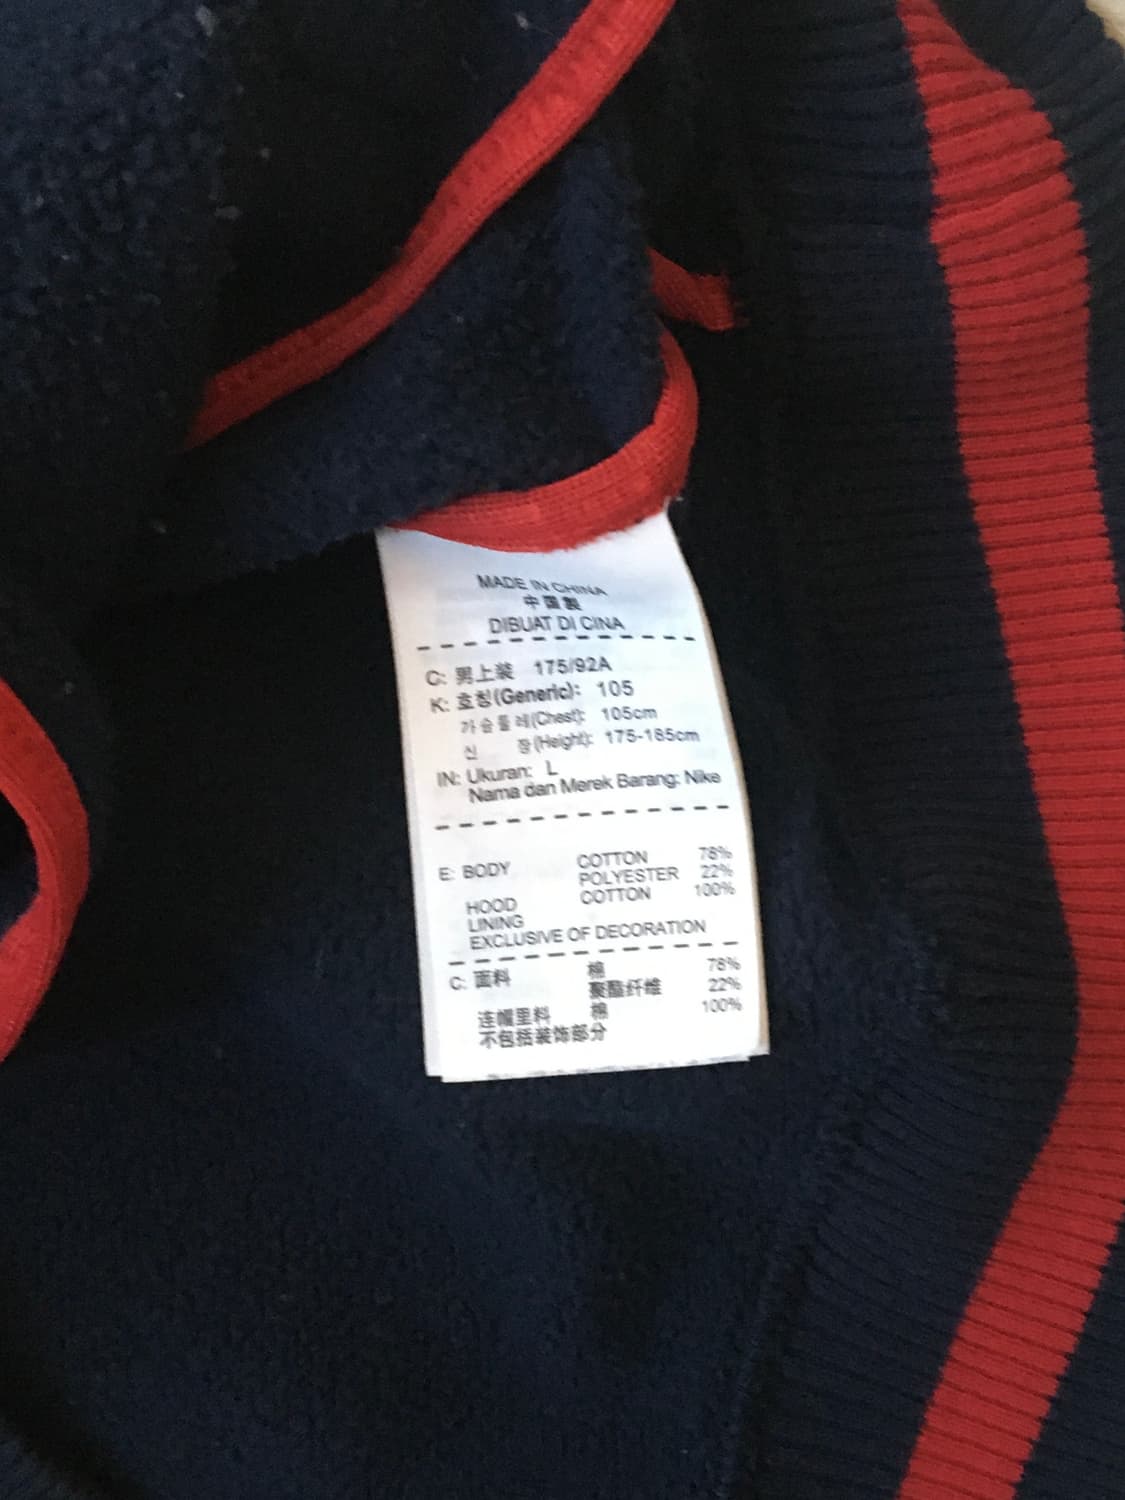 MADE IN CHINA
中国製
DIBUAT DI CINA
C: 男上装 175/92A
K: 호칭(Generic): 105
가슴둘레(Chest): 105cm
신 장(Height): 175-185cm
IN: Ukuran: L
Nama dan Merek Barang: Nike
E: BODY COTTON 78%
POLYESTER 22%
HOOD COTTON 100%
LINING
EXCLUSIVE OF DECORATION
C: 面料 棉 78%
聚酯纤维 22%
连帽里料 棉 100%
不包括装饰部分